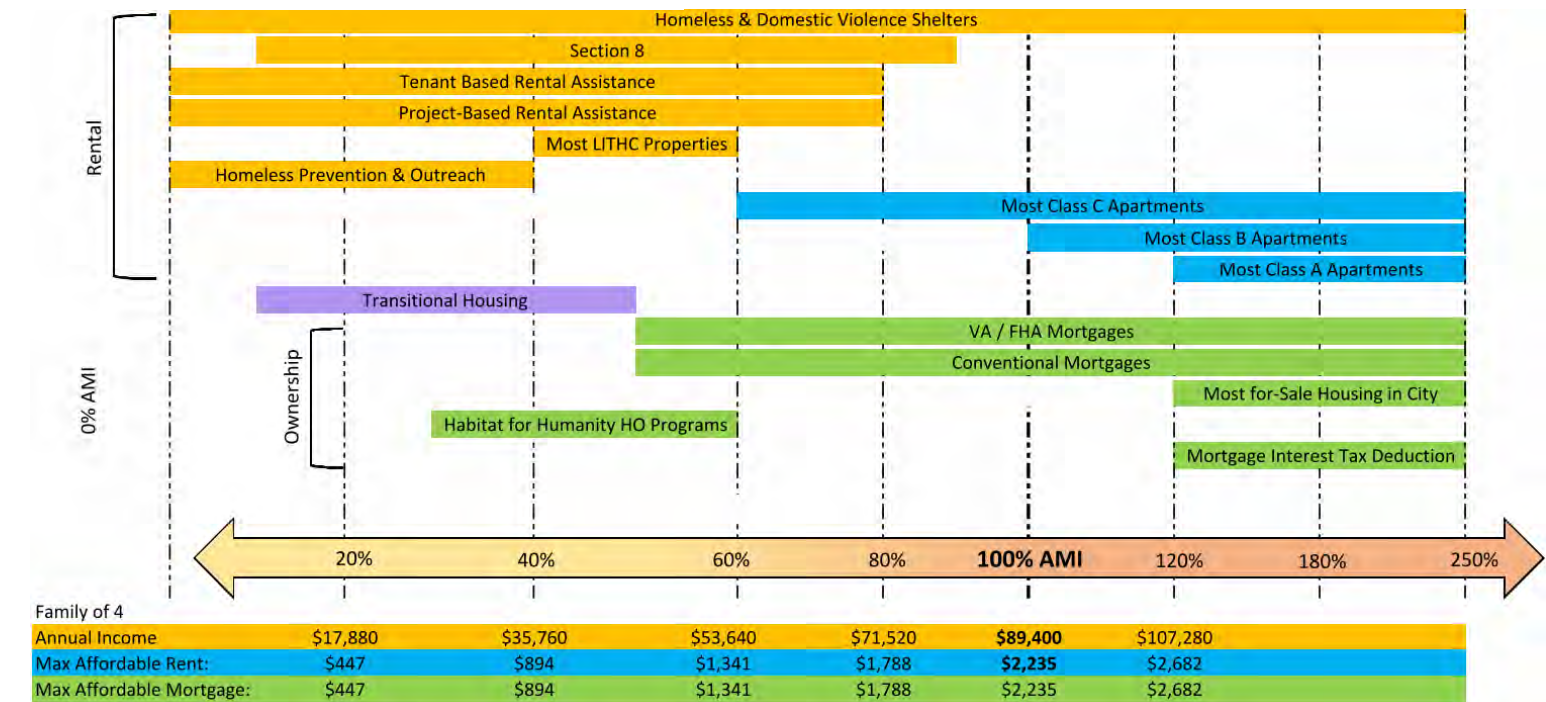 Homeless & Domestic Violence Shelters
Section 8
Tenant Based Rental Assistance
Project-Based Rental Assistance
Most LITHC Properties
Homeless Prevention & Outreach
Most Class C Apartments
Most Class B Apartments
Most Class A Apartments
Rental
Transitional Housing
VA / FHA Mortgages
Conventional Mortgages
Most for-Sale Housing in City
Habitat for Humanity HO Programs
Mortgage Interest Tax Deduction
Ownership
0% AMI
20% 40% 60% 80% 100% AMI 120% 180% 250%
Family of 4
Annual Income $17,880 $35,760 $53,640 $71,520 $89,400 $107,280
Max Affordable Rent: $447 $894 $1,341 $1,788 $2,235 $2,682
Max Affordable Mortgage: $447 $894 $1,341 $1,788 $2,235 $2,682